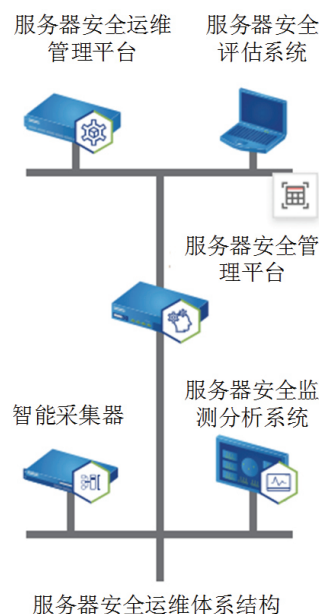 服务器安全运维
管理平台
服务器安全
评估系统
服务器安全管
理平台
智能采集器
服务器安全监
测分析系统
服务器安全运维体系结构